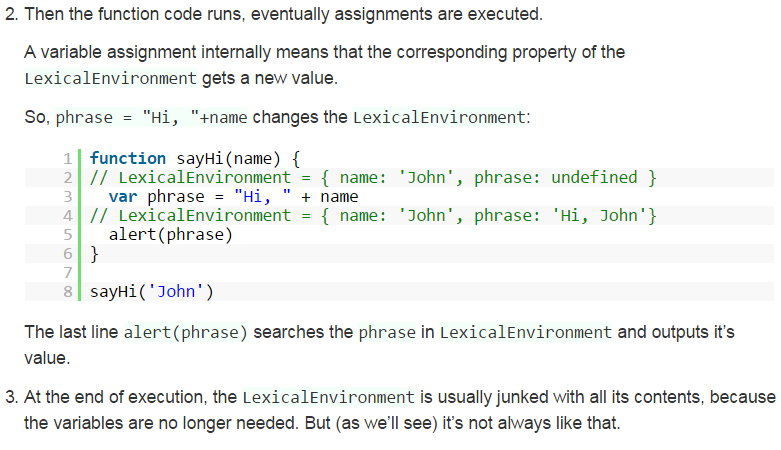 2. Then the function code runs, eventually assignments are executed.
A variable assignment internally means that the corresponding property of the
LexicalEnvironment gets a new value.
So, phrase = "Hi, "+name changes the LexicalEnvironment:
1 function sayHi(name) {
2 // LexicalEnvironment = { name: 'John', phrase: undefined }
3   var phrase = "Hi, " + name
4 // LexicalEnvironment = { name: 'John', phrase: 'Hi, John'}
5   alert(phrase)
6 }
7
8 sayHi('John')
The last line alert(phrase) searches the phrase in LexicalEnvironment and outputs it’s
value.
3. At the end of execution, the LexicalEnvironment is usually junked with all its contents, because
the variables are no longer needed. But (as we’ll see) it’s not always like that.